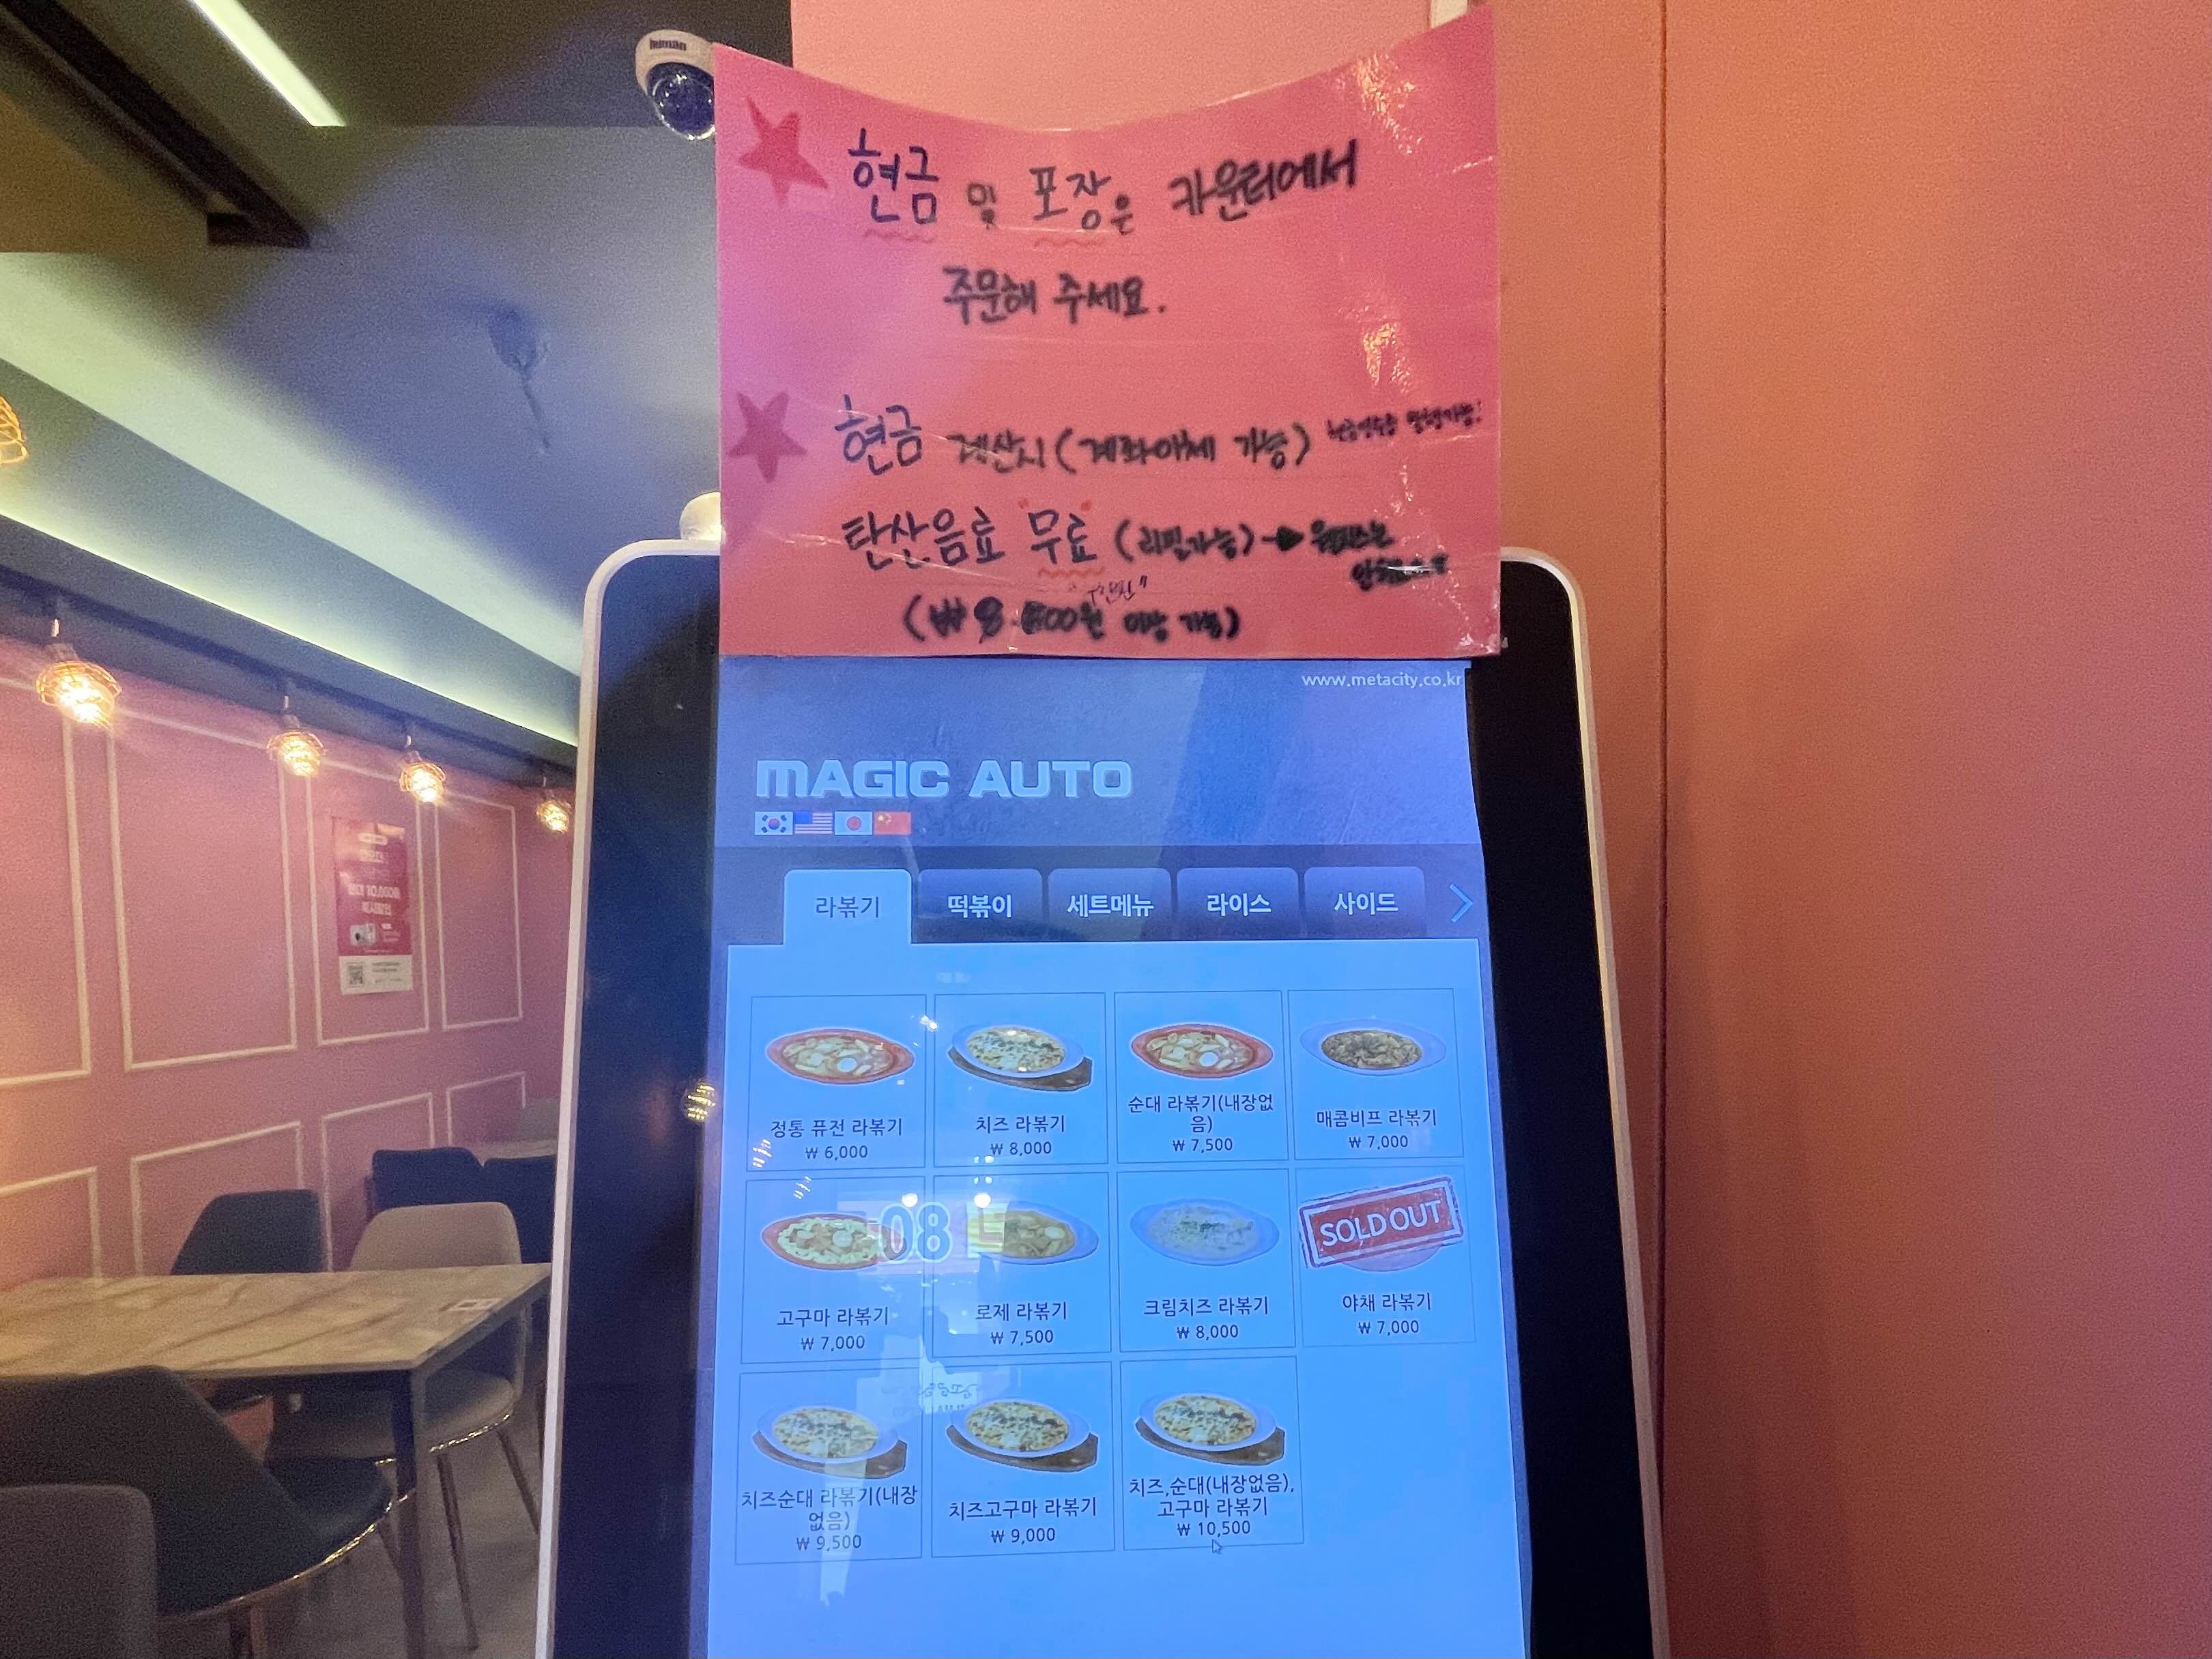 human
현금 및 포장은 카운터에서
주문해 주세요.
현금 계산시 (계좌이체 가능)
탄산음료 무료 (리필가능)
www.metacity.co.kr
MAGIC AUTO
라볶기 떡볶이 세트메뉴 라이스 사이드
정통 퓨전 라볶기
₩ 6,000
치즈 라볶기
₩ 8,000
순대 라볶기(내장없
음)
₩ 7,500
매콤비프 라볶기
₩ 7,000
고구마 라볶기
₩ 7,000
로제 라볶기
₩ 7,500
크림치즈 라볶기
₩ 8,000
SOLD OUT
야채 라볶기
₩ 7,000
치즈순대 라볶기(내장
없음)
₩ 9,500
치즈고구마 라볶기
₩ 9,000
치즈,순대(내장없음),
고구마 라볶기
₩ 10,500
08
10,000원